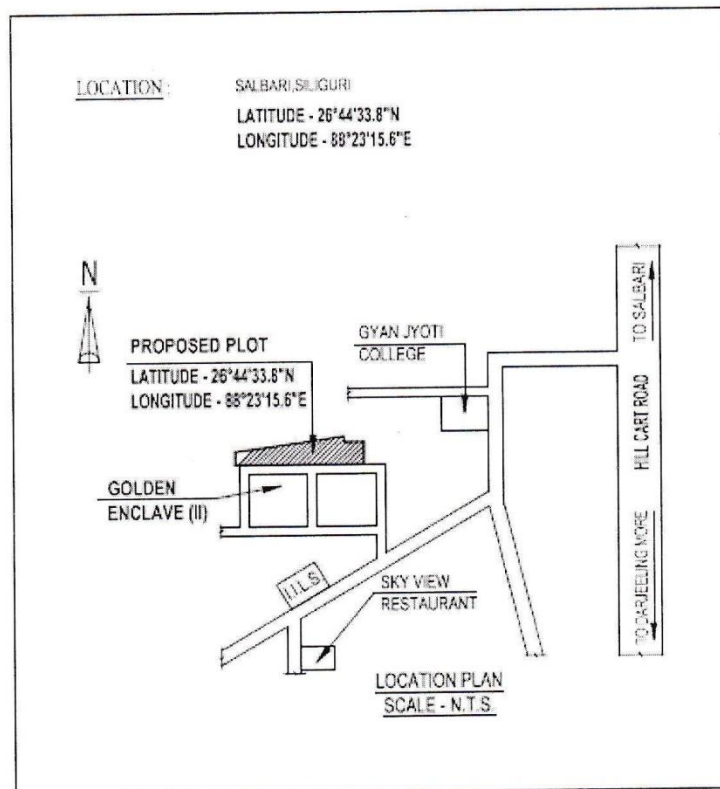 LOCATION :
SALBARI,SILIGURI
LATITUDE - 26°44'33.8"N
LONGITUDE - 88°23'15.6"E
N
PROPOSED PLOT
LATITUDE - 26°44'33.8"N
LONGITUDE - 88°23'15.6"E
GYAN JYOTI
COLLEGE
TO SALBARI
HILL CART ROAD
TO DARJEELING MORE
GOLDEN
ENCLAVE (II)
I.I.L.S.
SKY VIEW
RESTAURANT
LOCATION PLAN
SCALE - N.T.S.